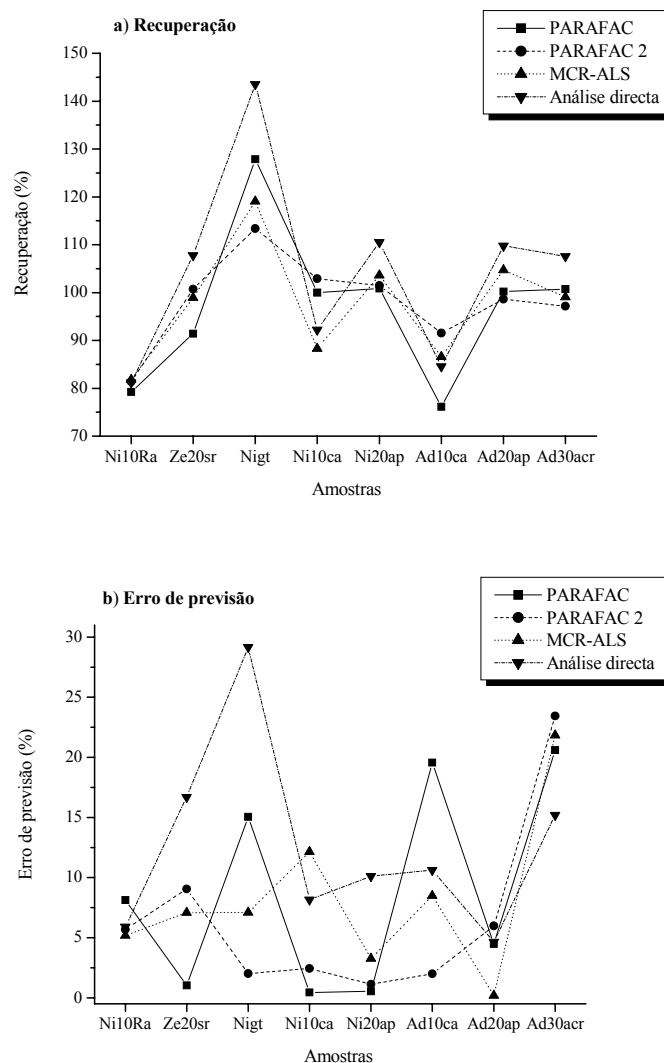 a) Recuperação
PARAFAC
PARAFAC 2
MCR-ALS
Análise directa
150
140
130
120
110
100
90
80
70
Recuperação (%)
Ni10Ra Ze20sr Nigt Ni10ca Ni20ap Ad10ca Ad20ap Ad30acr
Amostras
b) Erro de previsão
PARAFAC
PARAFAC 2
MCR-ALS
Análise directa
30
25
20
15
10
5
0
Erro de previsão (%)
Ni10Ra Ze20sr Nigt Ni10ca Ni20ap Ad10ca Ad20ap Ad30acr
Amostras